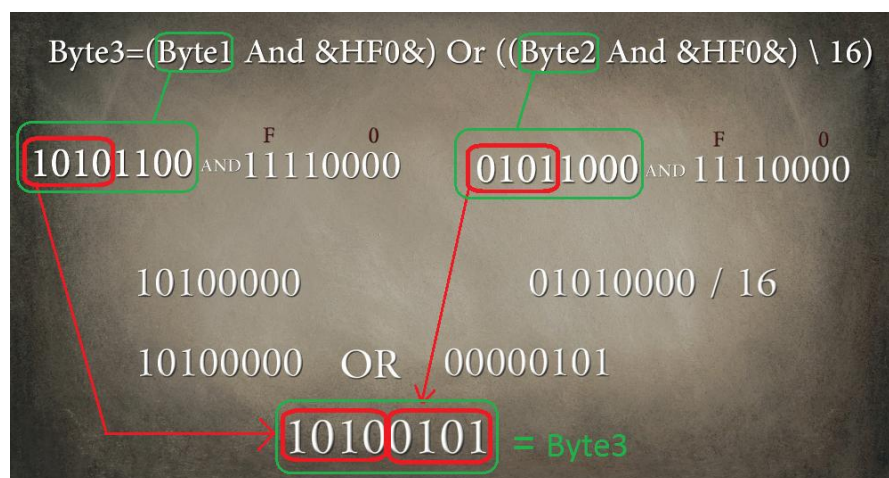 Byte3=(Byte1 And &HF0&) Or ((Byte2 And &HF0&) \ 16)
F 0 F 0
10101100 AND 11110000 01011000 AND 11110000
10100000 01010000 / 16
10100000 OR 00000101
10100101 = Byte3